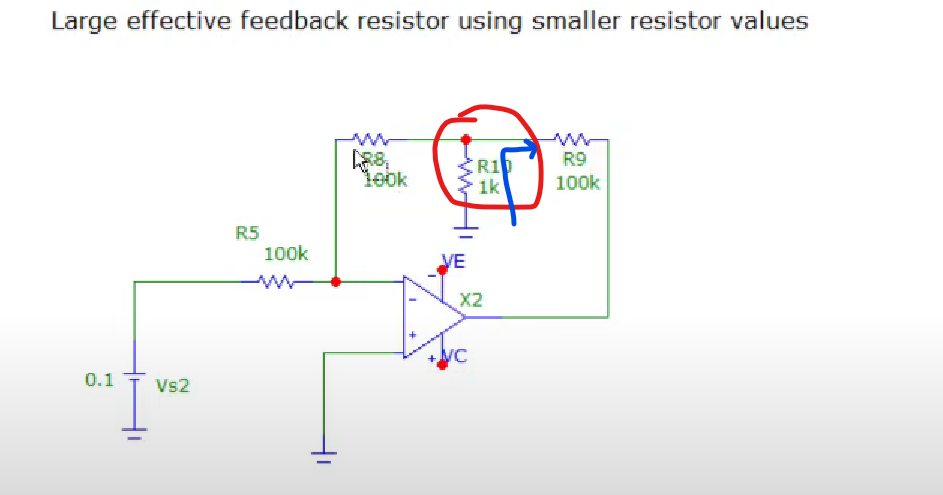 Large effective feedback resistor using smaller resistor values
R8
100k
R10
1k
R9
100k
R5
100k
VE
-
X2
-
+
+
VC
0.1
Vs2